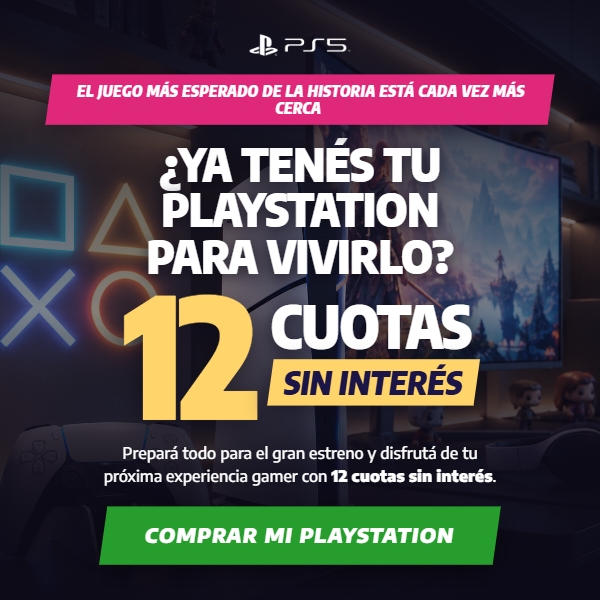 PS5
EL JUEGO MÁS ESPERADO DE LA HISTORIA ESTÁ CADA VEZ MÁS
CERCA
¿YA TENÉS TU
PLAYSTATION
PARA VIVIRLO?
12 CUOTAS
SIN INTERÉS
Prepará todo para el gran estreno y disfrutá de tu
próxima experiencia gamer con 12 cuotas sin interés.
COMPRAR MI PLAYSTATION